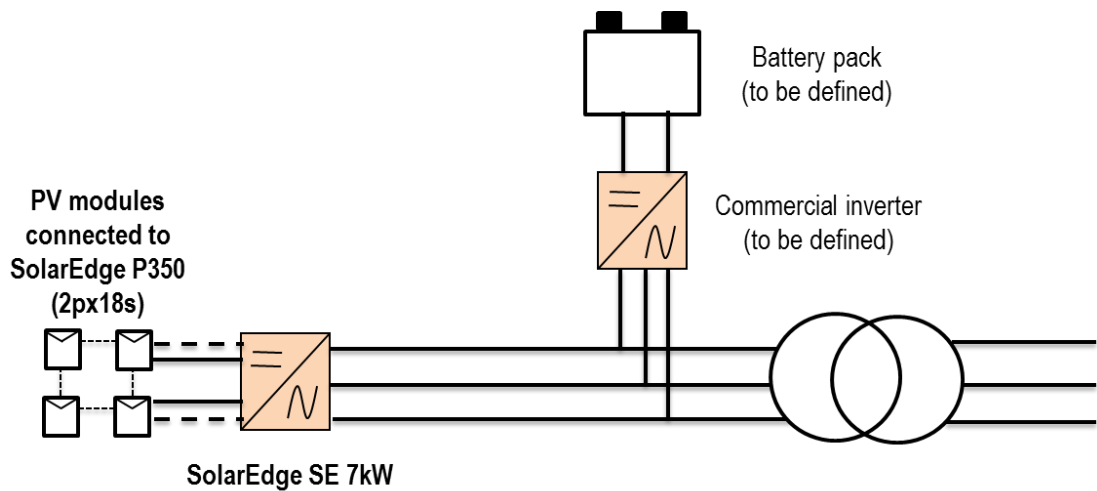 Battery pack
(to be defined)
Commercial inverter
(to be defined)
PV modules
connected to
SolarEdge P350
(2px18s)
SolarEdge SE 7kW